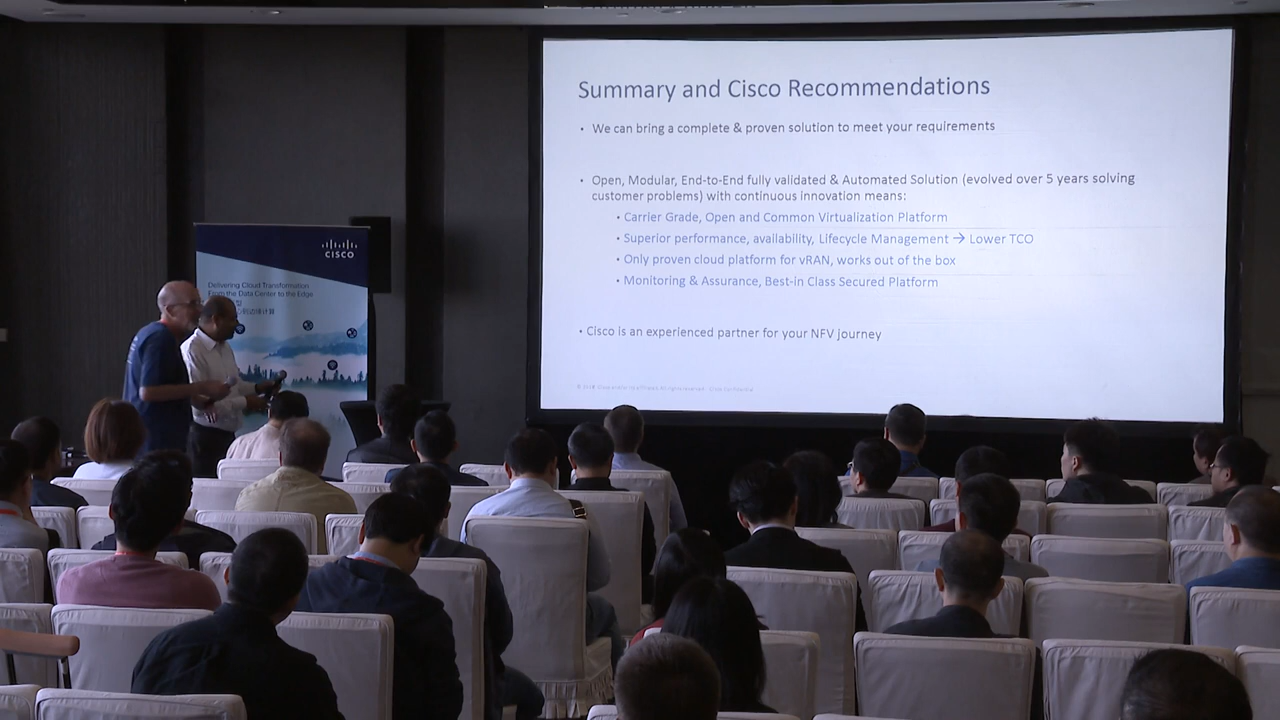 Summary and Cisco Recommendations
• We can bring a complete & proven solution to meet your requirements
• Open, Modular, End-to-End fully validated & Automated Solution (evolved over 5 years solving
customer problems) with continuous innovation means:
• Carrier Grade, Open and Common Virtualization Platform
• Superior performance, availability, Lifecycle Management → Lower TCO
• Only proven cloud platform for vRAN, works out of the box
• Monitoring & Assurance, Best-in Class Secured Platform
• Cisco is an experienced partner for your NFV journey
CISCO
Delivering Cloud Transformation
From the Data Center to the Edge